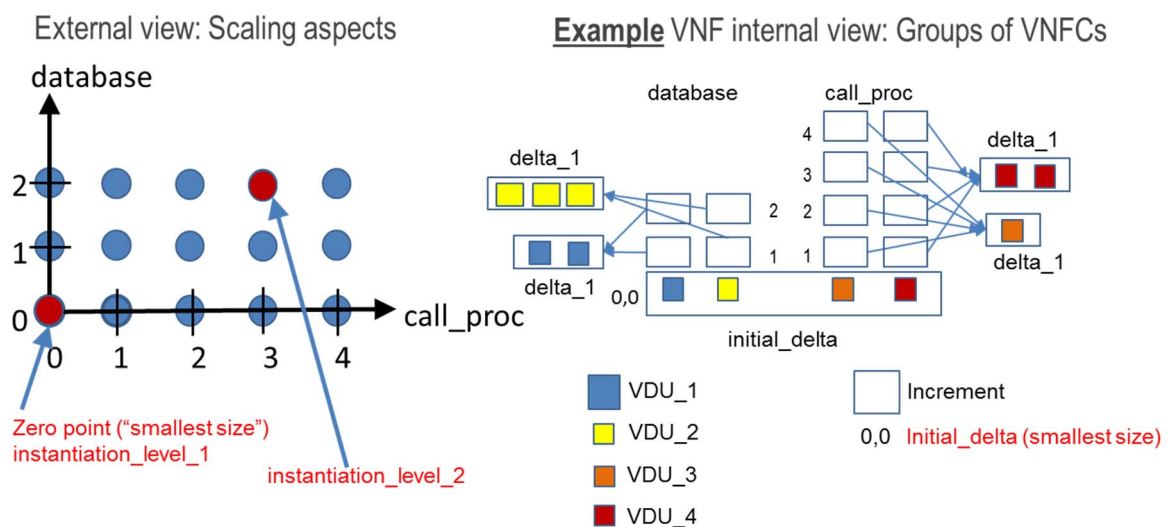 External view: Scaling aspects
database
2
1
0
0 1 2 3 4
call_proc
Zero point (“smallest size”)
instantiation_level_1
instantiation_level_2
Example VNF internal view: Groups of VNFCs
database
call_proc
delta_1
delta_1
delta_1
delta_1
2
1
4
3
2
1
0,0
initial_delta
VDU_1
VDU_2
VDU_3
VDU_4
Increment
0,0 Initial_delta (smallest size)